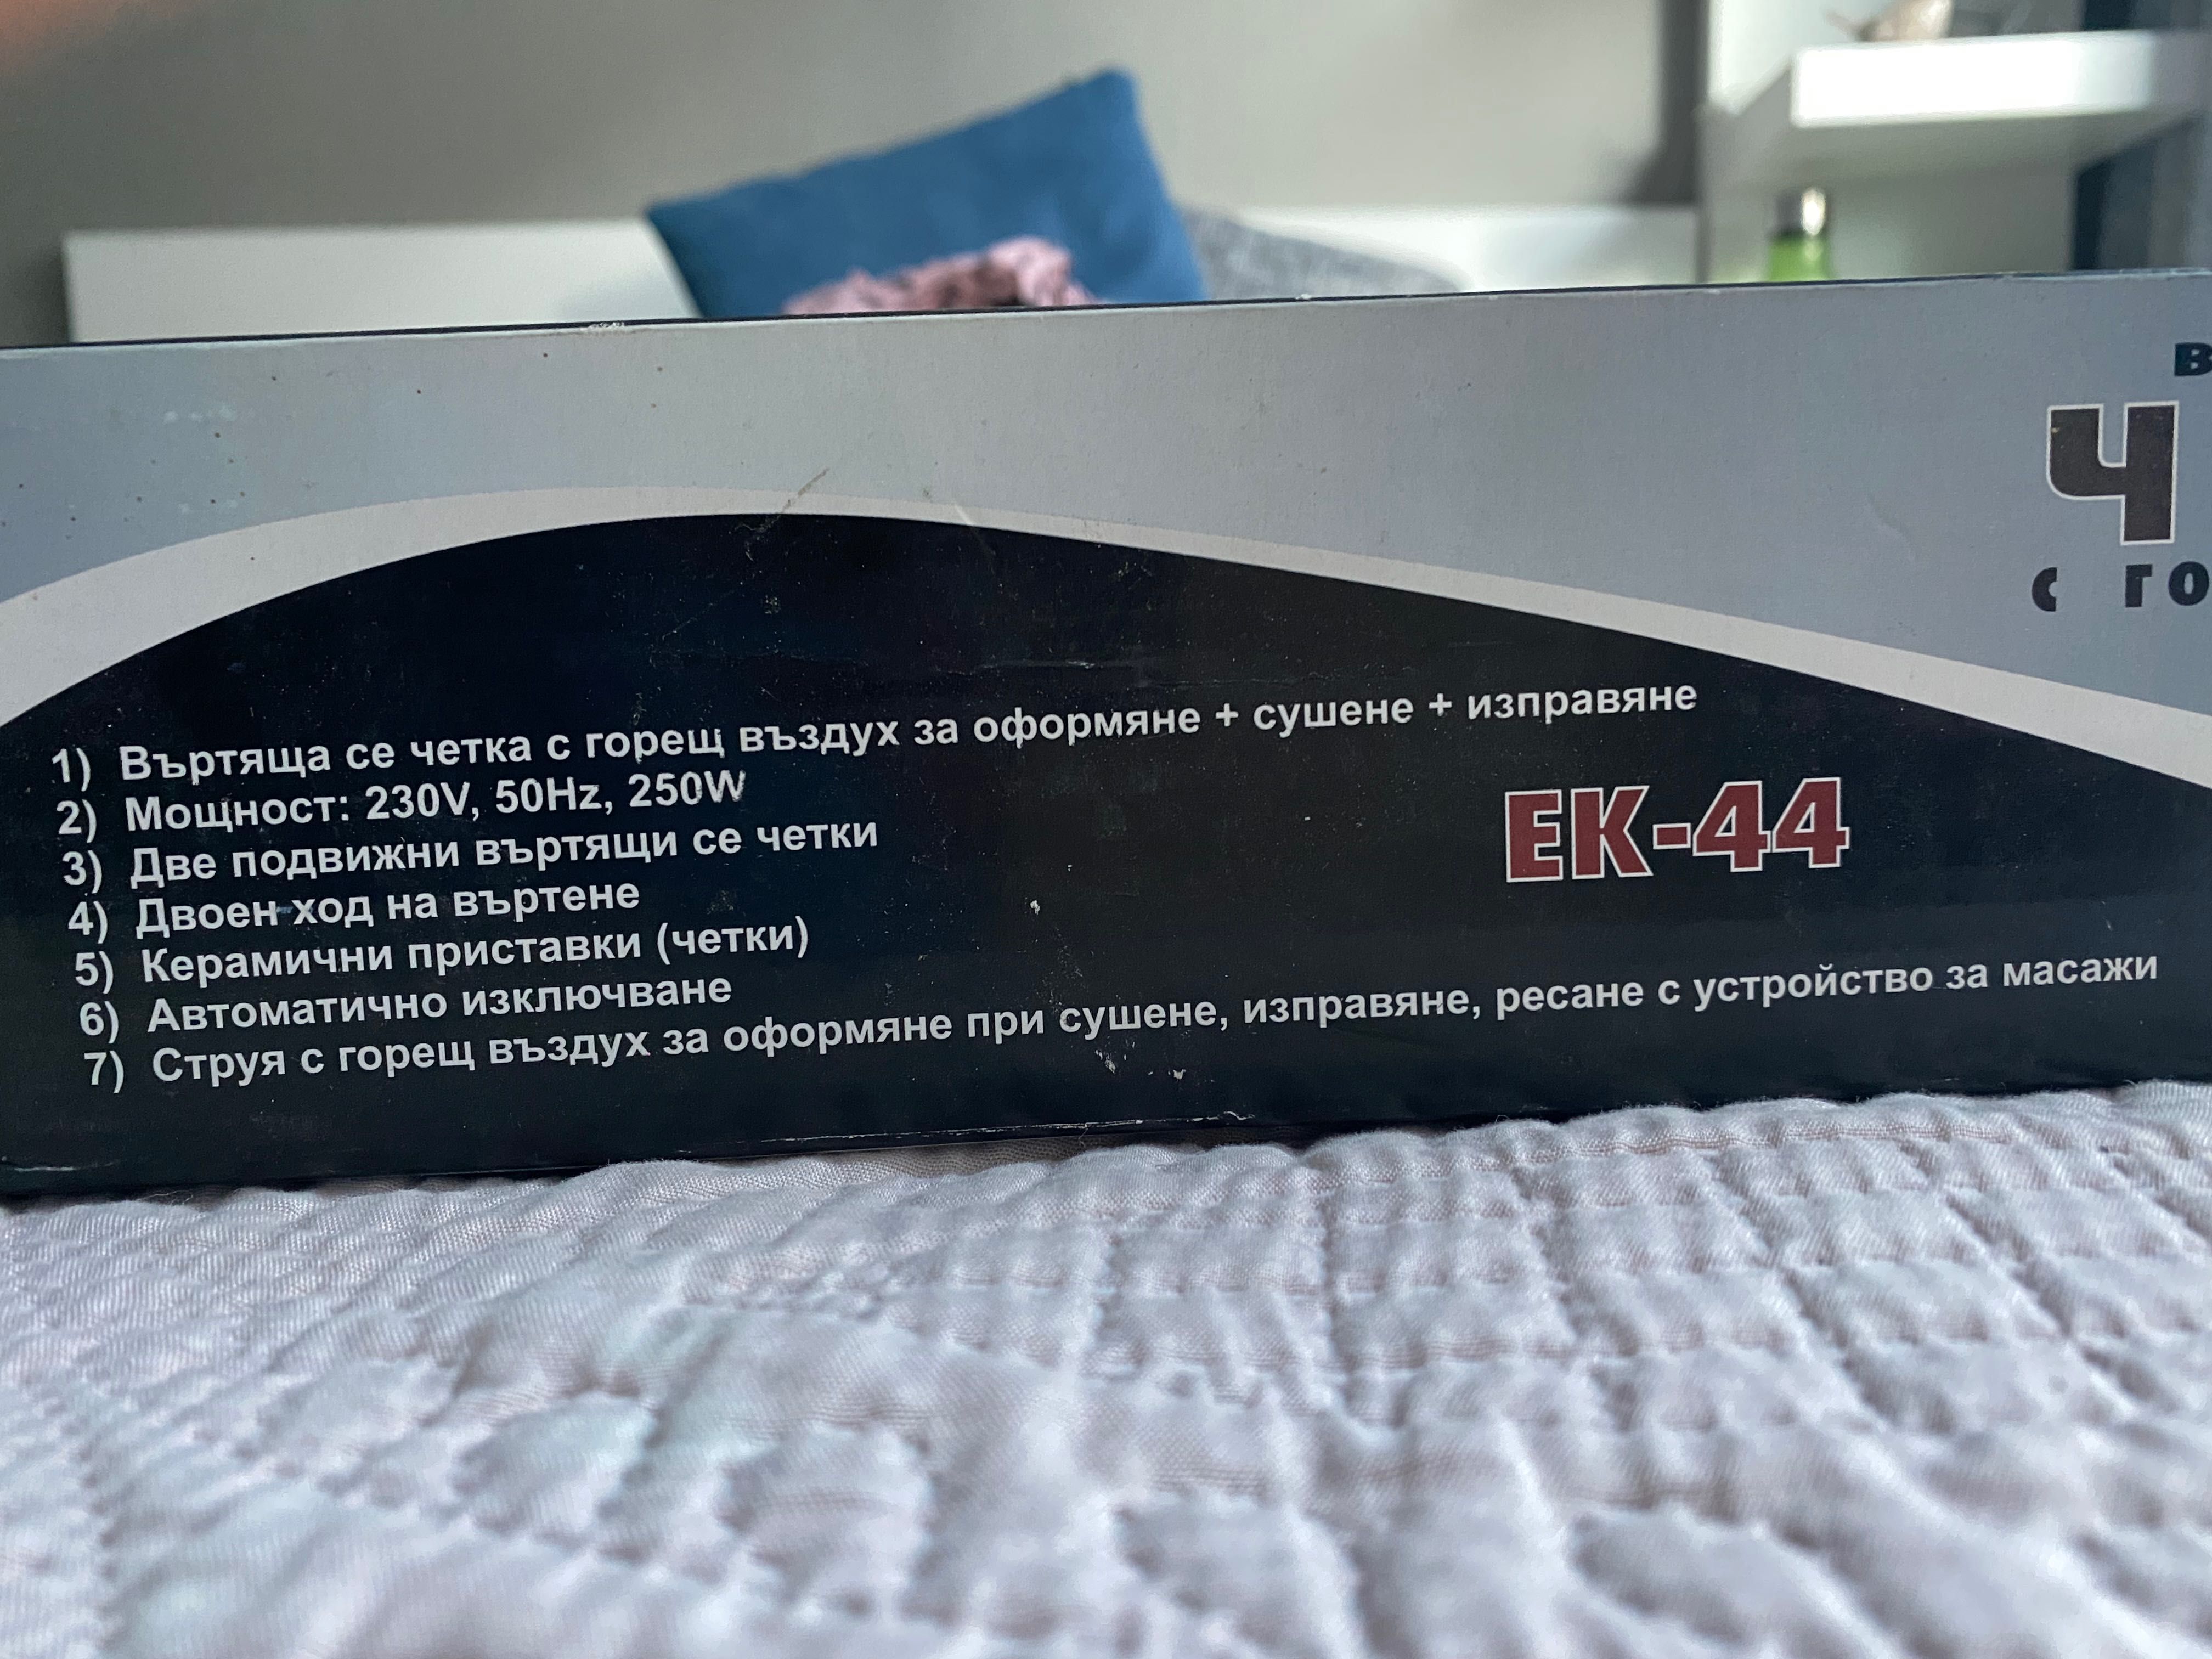 Ч
С ГО
1) Въртяща се четка с горещ въздух за оформяне + сушене + изправяне
2) Мощност: 230V, 50Hz, 250W
3) Две подвижни въртящи се четки
4) Двоен ход на въртене
5) Керамични приставки (четки)
6) Автоматично изключване
7) Струя с горещ въздух за оформяне при сушене, изправяне, ресане с устройство за масажи
ЕК-44